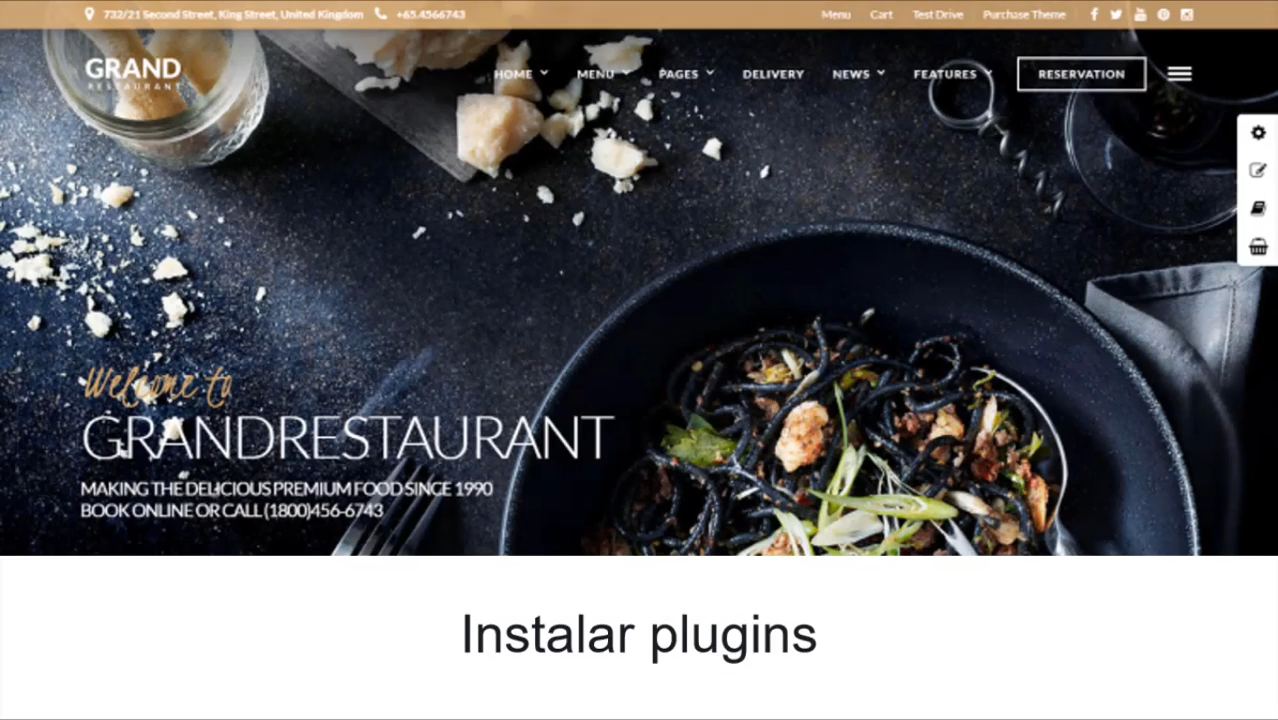 732/21 Second Street, King Street, United Kingdom +65.4566743 Menu Cart Test Drive Purchase Theme
GRAND
RESTAURANT
HOME MENU PAGES DELIVERY NEWS FEATURES RESERVATION
Welcome to
GRANDRESTAURANT
MAKING THE DELICIOUS PREMIUM FOOD SINCE 1990
BOOK ONLINE OR CALL (1800)456-6743
Instalar plugins